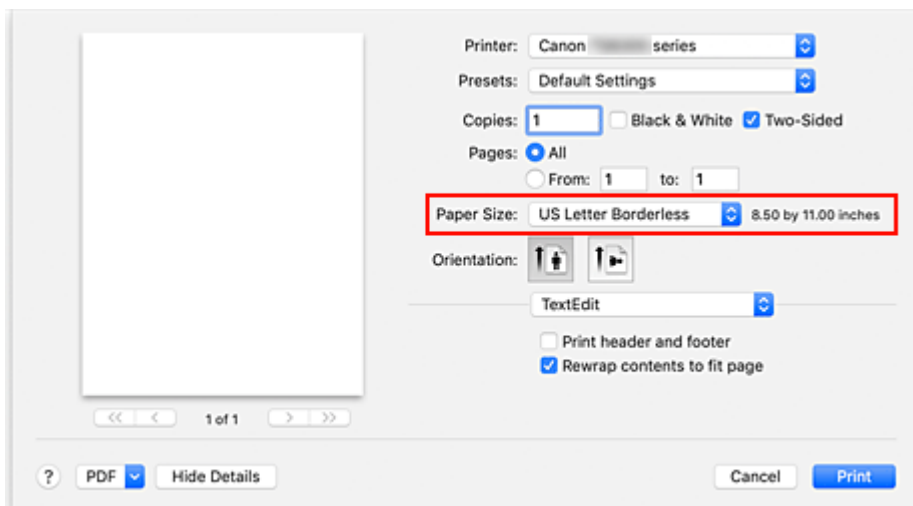 Printer: Canon series
Presets: Default Settings
Copies: 1 Black & White Two-Sided
Pages: All
From: 1 to: 1
Paper Size: US Letter Borderless 8.50 by 11.00 inches
Orientation:
TextEdit
Print header and footer
Rewrap contents to fit page
1 of 1
? PDF Hide Details Cancel Print